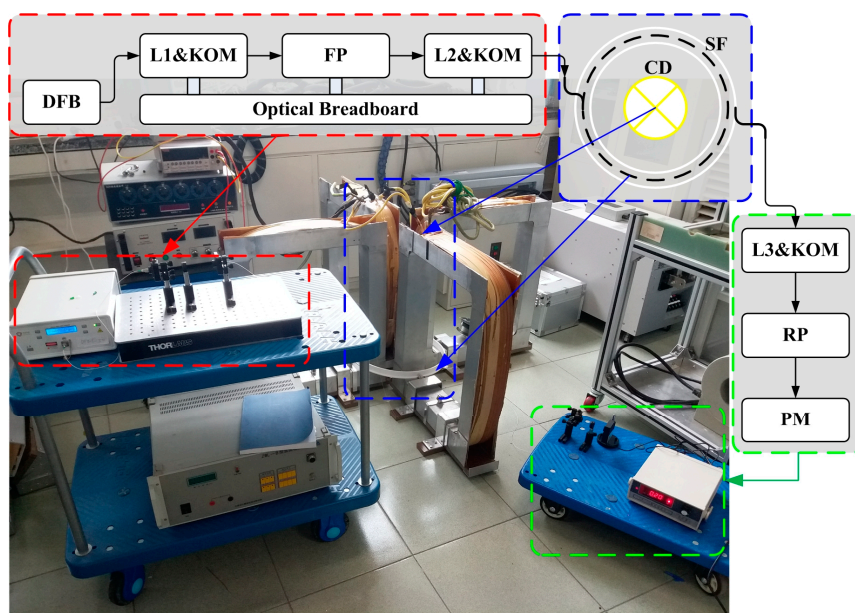 L1&KOM
FP
L2&KOM
DFB
Optical Breadboard
SF
CD
L3&KOM
RP
PM
THORLABS